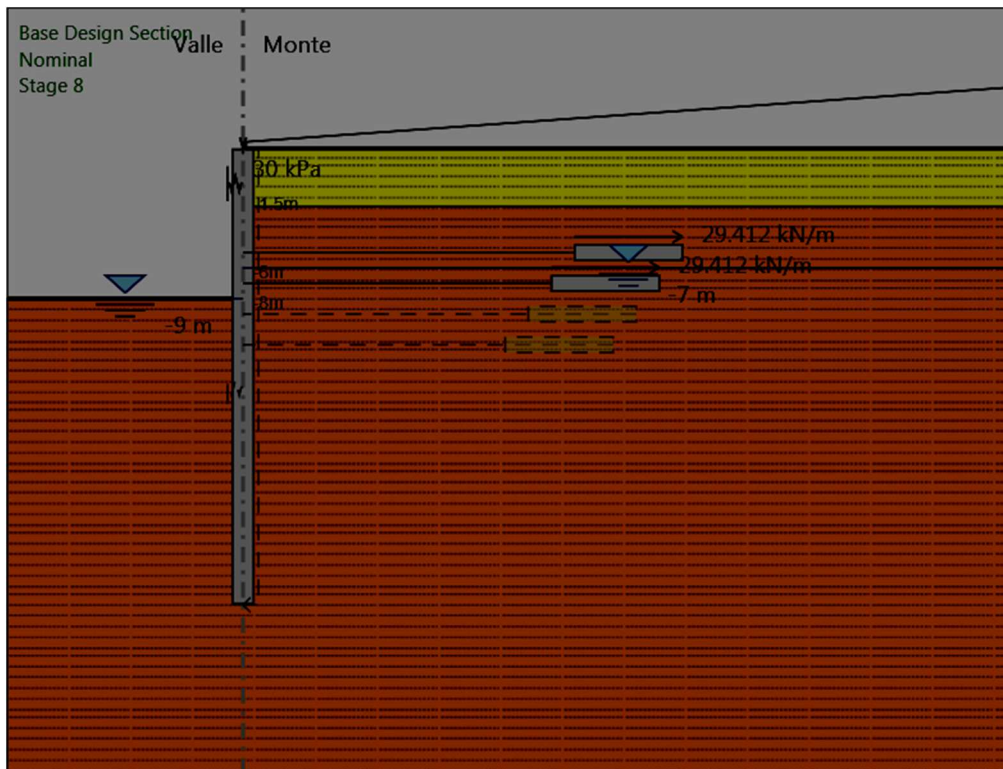 Base Design Section
Nominal
Stage 8
Valle
Monte
30 kPa
-1.5m
29.412 kN/m
29.412 kN/m
-6m
-7 m
-8m
-9 m